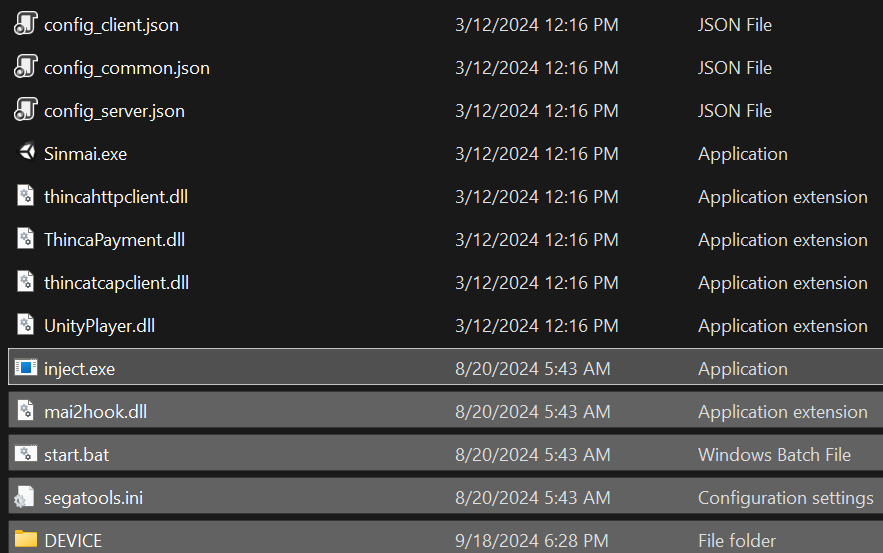 config_client.json 3/12/2024 12:16 PM JSON File
config_common.json 3/12/2024 12:16 PM JSON File
config_server.json 3/12/2024 12:16 PM JSON File
Sinmai.exe 3/12/2024 12:16 PM Application
thincahttpclient.dll 3/12/2024 12:16 PM Application extension
ThincaPayment.dll 3/12/2024 12:16 PM Application extension
thincatcapclient.dll 3/12/2024 12:16 PM Application extension
UnityPlayer.dll 3/12/2024 12:16 PM Application extension
inject.exe 8/20/2024 5:43 AM Application
mai2hook.dll 8/20/2024 5:43 AM Application extension
start.bat 8/20/2024 5:43 AM Windows Batch File
segatools.ini 8/20/2024 5:43 AM Configuration settings
DEVICE 9/18/2024 6:28 PM File folder